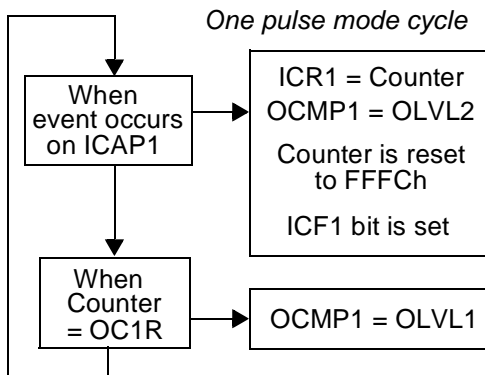 One pulse mode cycle
When
event occurs
on ICAP1
ICR1 = Counter
OCMP1 = OLVL2
Counter is reset
to FFFCh
ICF1 bit is set
When
Counter
= OC1R
OCMP1 = OLVL1